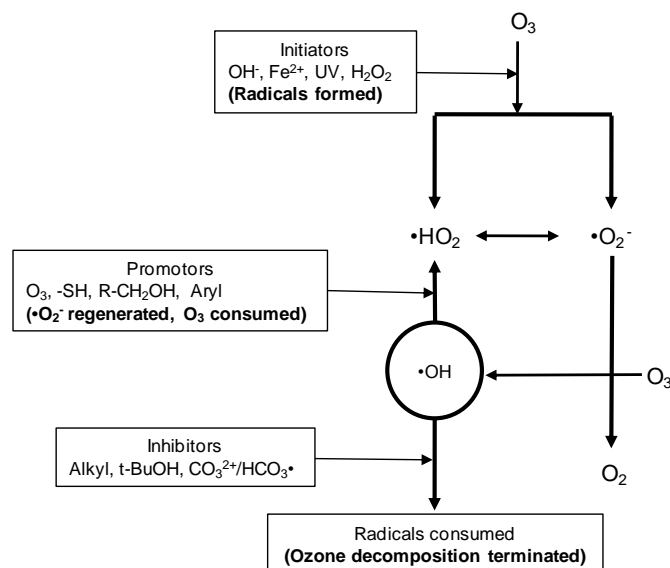 O₃
Initiators
OH⁻, Fe²⁺, UV, H₂O₂
(Radicals formed)
•HO₂
•O₂⁻
Promotors
O₃, -SH, R-CH₂OH, Aryl
(•O₂⁻ regenerated, O₃ consumed)
•OH
O₃
Inhibitors
Alkyl, t-BuOH, CO₃²⁺/HCO₃•
O₂
Radicals consumed
(Ozone decomposition terminated)